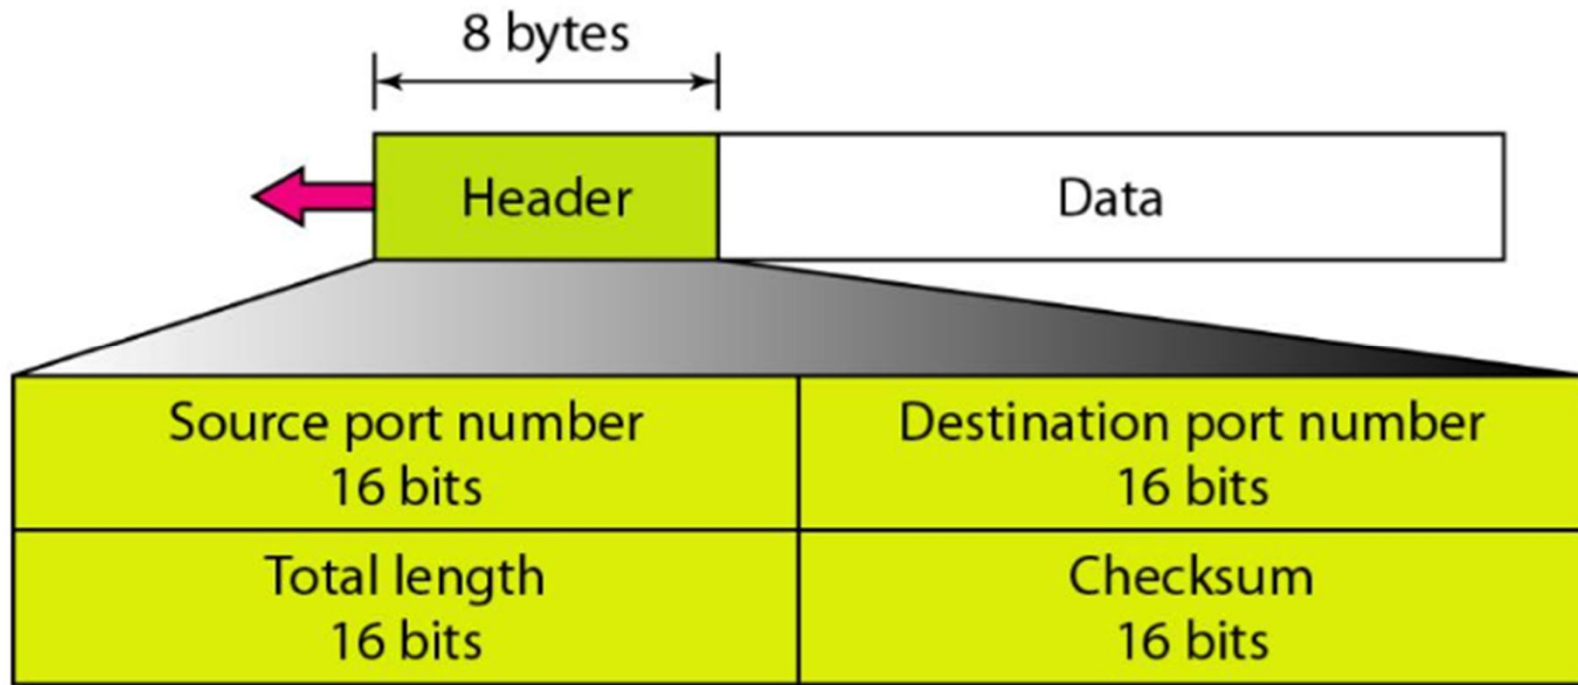 8 bytes
Header
Data
Source port number
16 bits
Destination port number
16 bits
Total length
16 bits
Checksum
16 bits